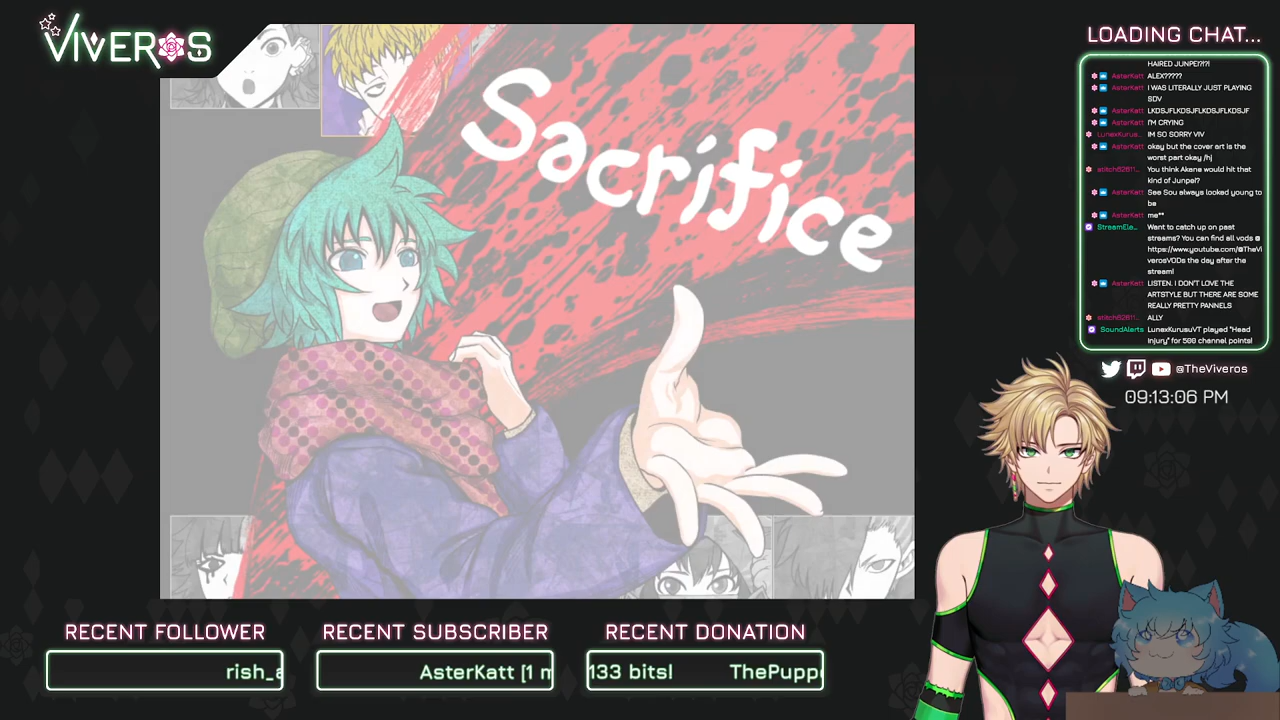 VIVEROS
Sacrifice
LOADING CHAT...
HAIRED JUNPEI?!?!
AsterKatt ALEX?????
AsterKatt I WAS LITERALLY JUST PLAYING
SDV
AsterKatt LKDSJFLKDSJFLKDSJFLKDSJF
AsterKatt I'M CRYING
LunexKurus... IM SO SORRY VIV
AsterKatt okay but the cover art is the
worst part okay /hj
stitch62611... You think Akane would hit that
kind of Junpei?
AsterKatt See Sou always looked young to
be
AsterKatt me**
StreamEle... Want to catch up on past
streams? You can find all vods @
https://www.youtube.com/@TheVi
verosVODs the day after the
stream!
AsterKatt LISTEN. I DON'T LOVE THE
ARTSTYLE BUT THERE ARE SOME
REALLY PRETTY PANNELS
stitch62611... ALLY
SoundAlerts LunexKurusuVT played "Head
Injury" for 500 channel points!
@TheViveros
09:13:06 PM
RECENT FOLLOWER
RECENT SUBSCRIBER
RECENT DONATION
rish_a
AsterKatt [1 m
133 bits!
ThePupp